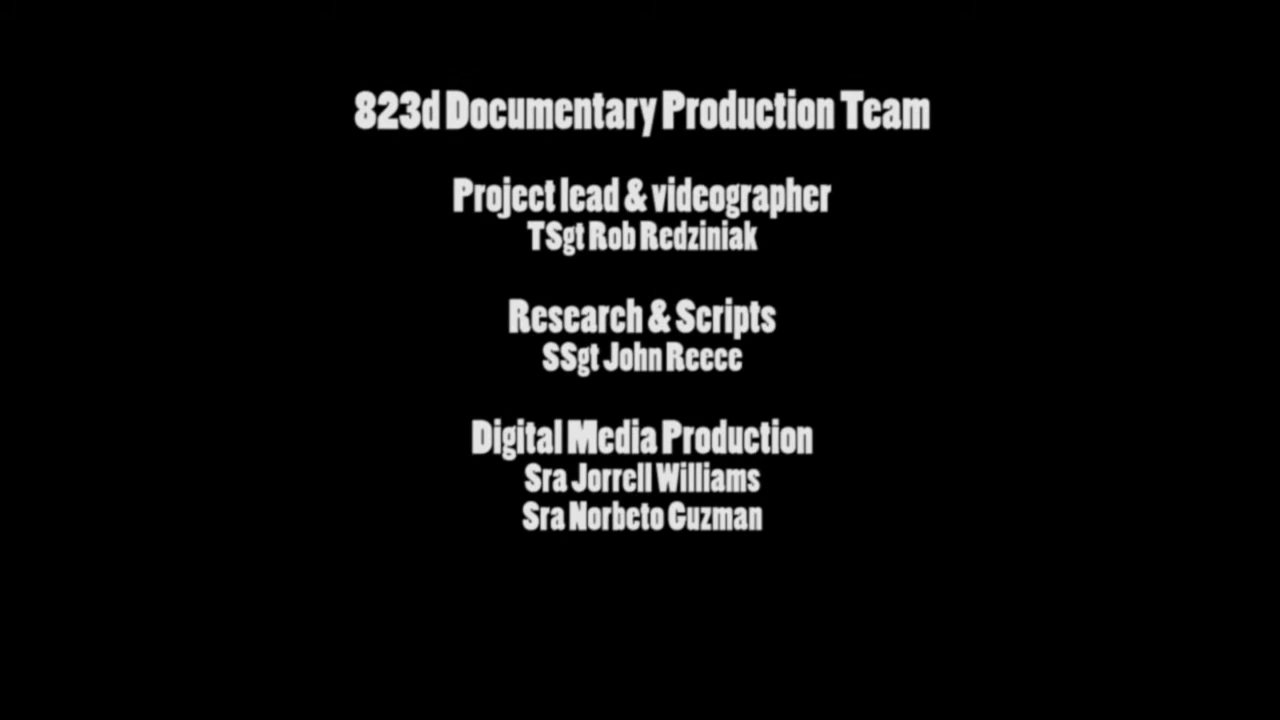 823d Documentary Production Team
Project lead & videographer
TSgt Rob Redziniak
Research & Scripts
SSgt John Reece
Digital Media Production
Sra Jorrell Williams
Sra Norbeto Guzman